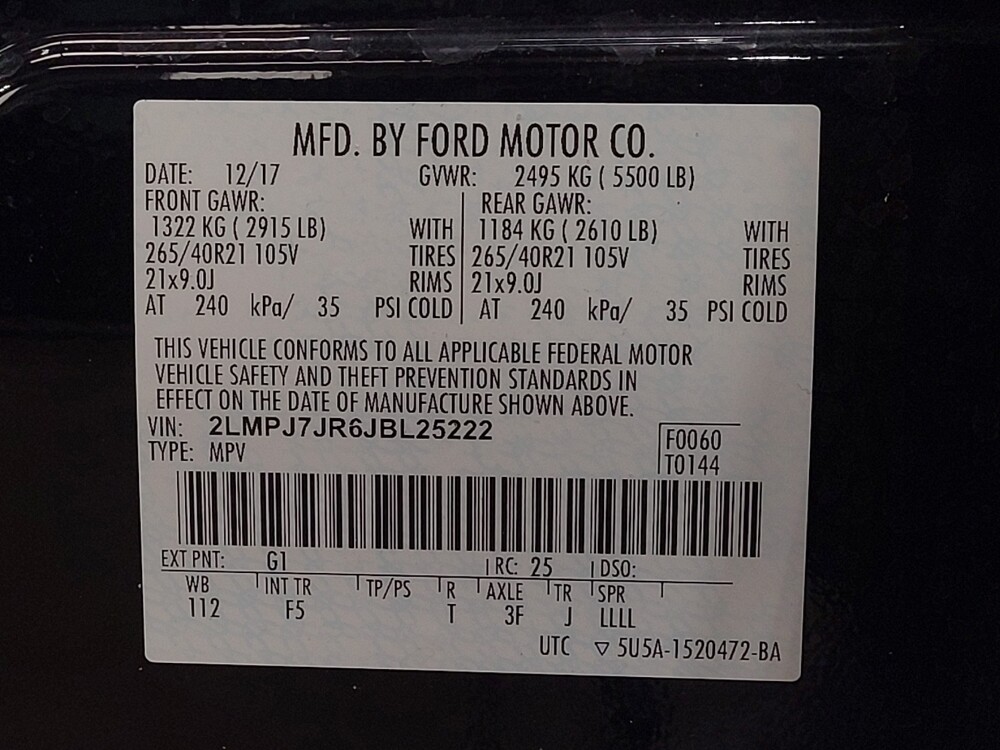 MFD. BY FORD MOTOR CO.
DATE: 12/17 GVWR: 2495 KG ( 5500 LB)
FRONT GAWR: REAR GAWR:
1322 KG ( 2915 LB) WITH 1184 KG ( 2610 LB) WITH
265/40R21 105V TIRES 265/40R21 105V TIRES
21x9.0J RIMS 21x9.0J RIMS
AT 240 kPa/ 35 PSI COLD AT 240 kPa/ 35 PSI COLD
THIS VEHICLE CONFORMS TO ALL APPLICABLE FEDERAL MOTOR
VEHICLE SAFETY AND THEFT PREVENTION STANDARDS IN
EFFECT ON THE DATE OF MANUFACTURE SHOWN ABOVE.
VIN: 2LMPJ7JR6JBL25222 F0060
TYPE: MPV T0144
EXT PNT: G1 RC: 25 DSO:
WB INT TR TP/PS R AXLE TR SPR
112 F5 T 3F J LLLL
UTC ▽ 5U5A-1520472-BA